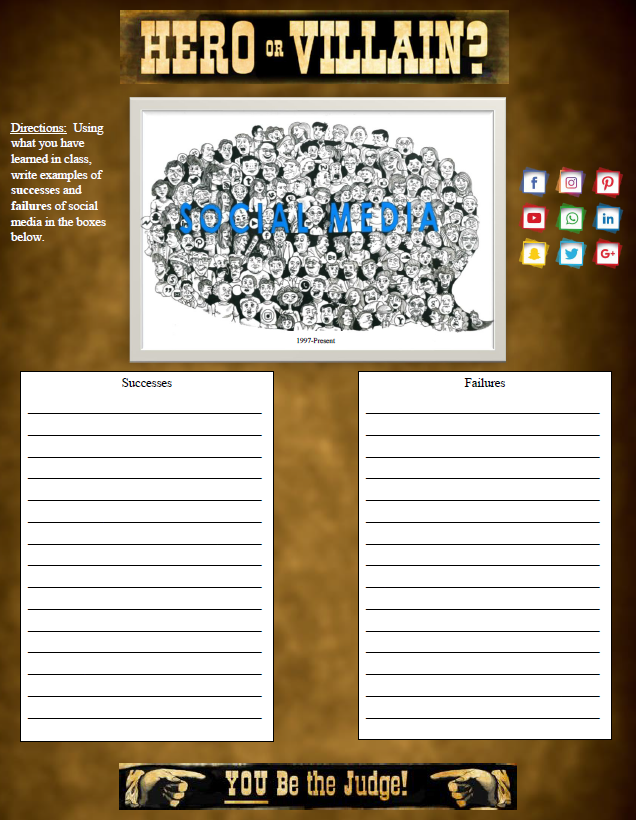 HERO OR VILLAIN?
Directions: Using
what you have
learned in class,
write examples of
successes and
failures of social
media in the boxes
below.
SOCIAL MEDIA
1997-Present
f
P
in
G+
Successes
Failures
YOU Be the Judge!